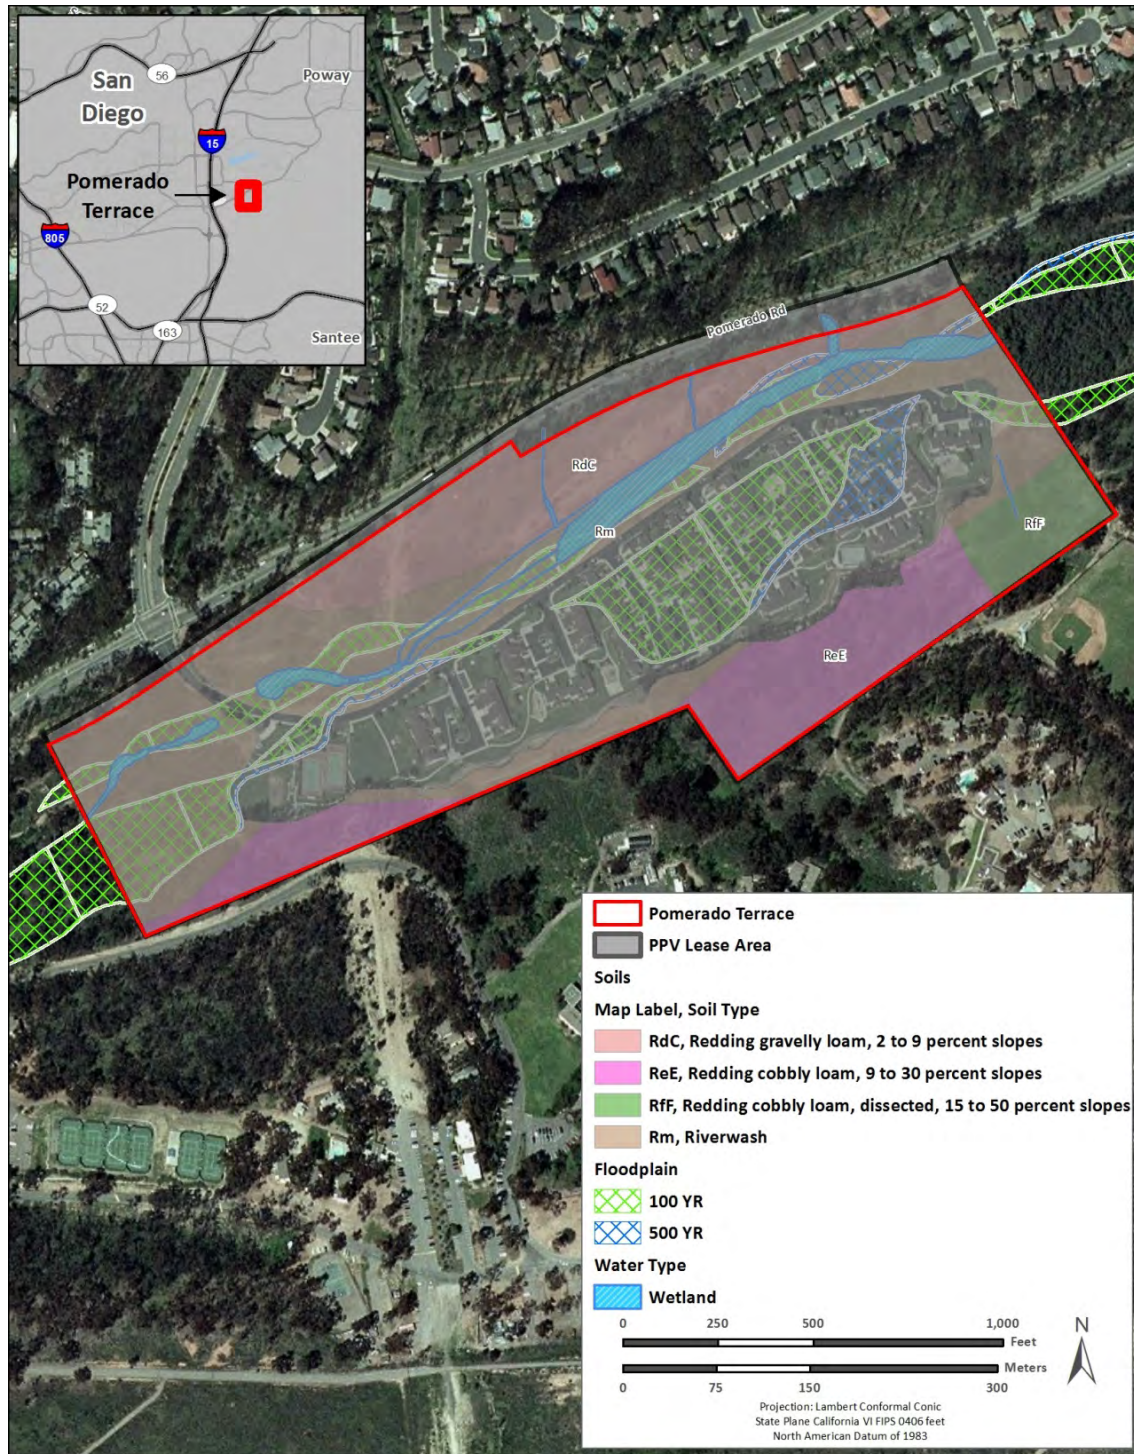 San
Diego
56
Poway
15
Pomerado
Terrace
805
52
163
Santee
Pomerado Rd
RdC
Rm
RfF
ReE
Pomerado Terrace
PPV Lease Area
Soils
Map Label, Soil Type
RdC, Redding gravelly loam, 2 to 9 percent slopes
ReE, Redding cobbly loam, 9 to 30 percent slopes
RfF, Redding cobbly loam, dissected, 15 to 50 percent slopes
Rm, Riverwash
Floodplain
100 YR
500 YR
Water Type
Wetland
0 250 500 1,000
Feet
Meters
0 75 150 300
N
Projection: Lambert Conformal Conic
State Plane California VI FIPS 0406 feet
North American Datum of 1983